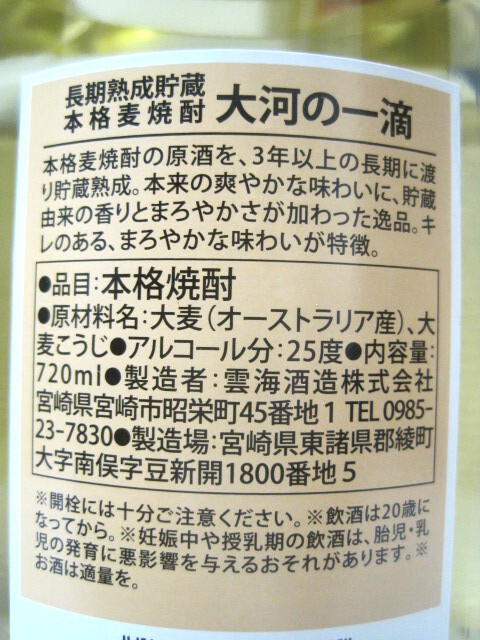 長期熟成貯蔵
本格麦焼酎 大河の一滴
本格麦焼酎の原酒を、3年以上の長期に渡
り貯蔵熟成。本来の爽やかな味わいに、貯蔵
由来の香りとまろやかさが加わった逸品。キ
レのある、まろやかな味わいが特徴。
●品目:本格焼酎
●原材料名:大麦(オーストラリア産)、大
麦こうじ●アルコール分:25度●内容量:
720ml●製造者:雲海酒造株式会社
宮崎県宮崎市昭栄町45番地1 TEL0985-
23-7830●製造場:宮崎県東諸県郡綾町
大字南俣字豆新開1800番地5
※開栓には十分ご注意ください。※飲酒は20歳に
なってから。※妊娠中や授乳期の飲酒は、胎児・乳
児の発育に悪影響を与えるおそれがあります。※
お酒は適量を。